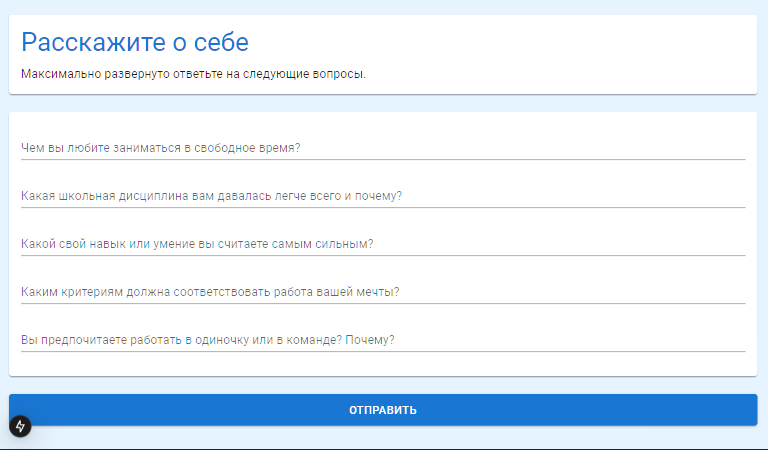 Расскажите о себе
Максимально развернуто ответьте на следующие вопросы.
Чем вы любите заниматься в свободное время?
Какая школьная дисциплина вам давалась легче всего и почему?
Какой свой навык или умение вы считаете самым сильным?
Каким критериям должна соответствовать работа вашей мечты?
Вы предпочитаете работать в одиночку или в команде? Почему?
ОТПРАВИТЬ